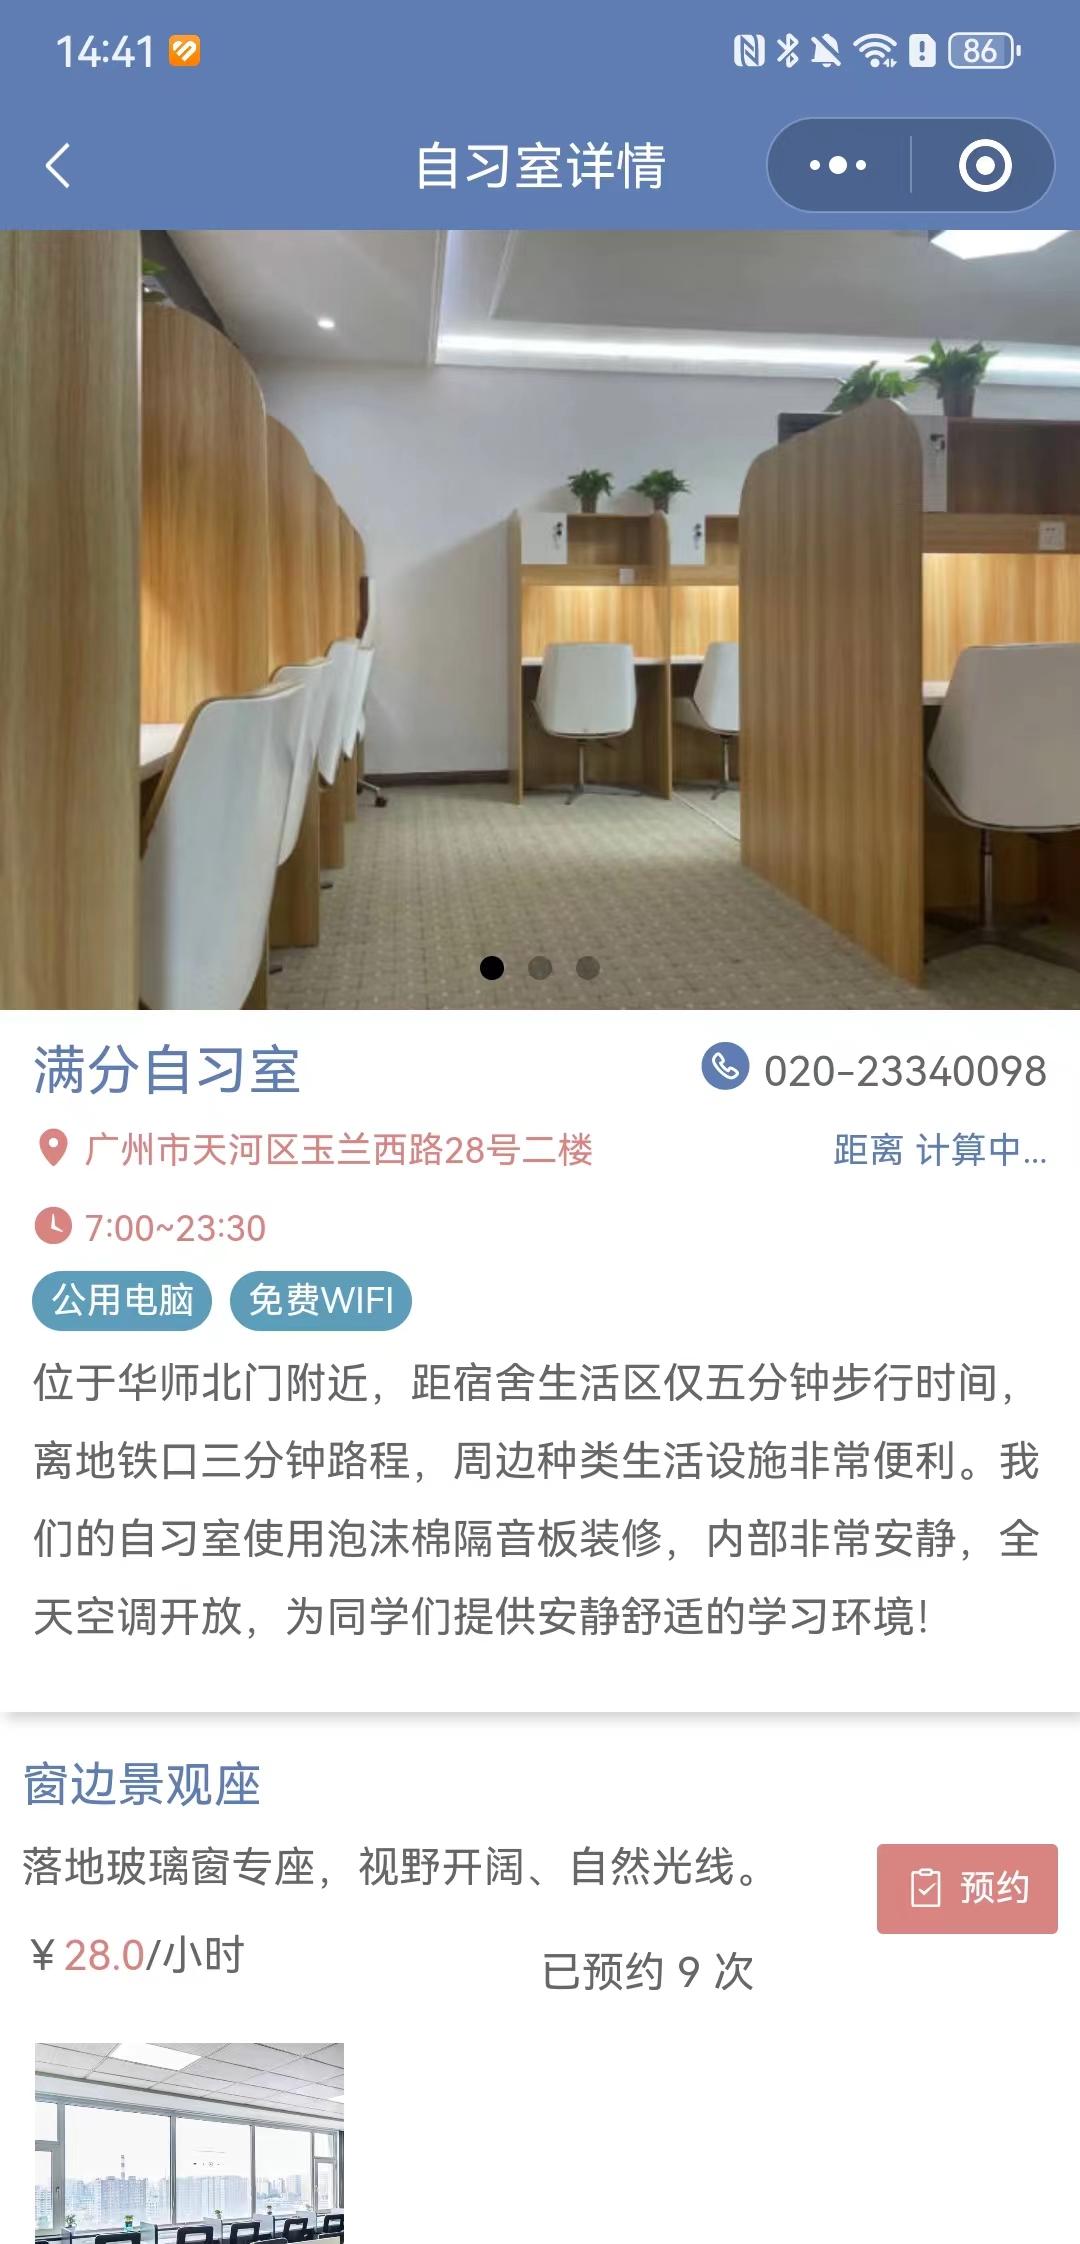 14:41
86
自习室详情
满分自习室
020-23340098
广州市天河区玉兰西路28号二楼
距离 计算中...
7:00~23:30
公用电脑 免费WIFI
位于华师北门附近，距宿舍生活区仅五分钟步行时间，
离地铁口三分钟路程，周边种类生活设施非常便利。我
们的自习室使用泡沫棉隔音板装修，内部非常安静，全
天空调开放，为同学们提供安静舒适的学习环境！
窗边景观座
落地玻璃窗专座，视野开阔、自然光线。
预约
￥28.0/小时
已预约 9 次